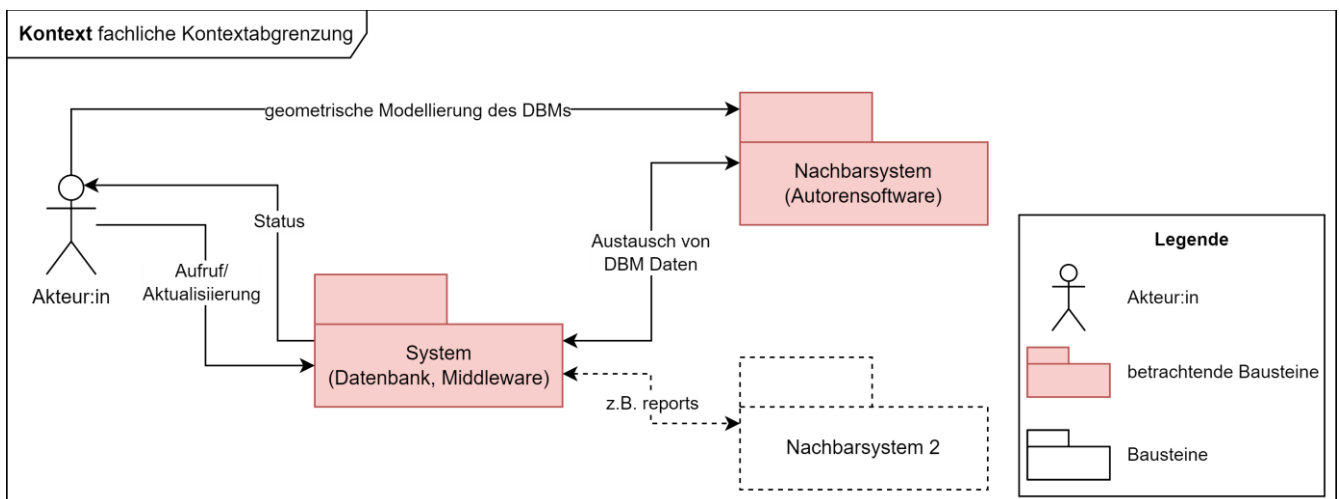 Kontext fachliche Kontextabgrenzung
geometrische Modellierung des DBMs
Nachbarsystem
(Autorensoftware)
Status
Akteur:in
Aufruf/
Aktualisiierung
Austausch von
DBM Daten
System
(Datenbank, Middleware)
z.B. reports
Nachbarsystem 2
Legende
Akteur:in
betrachtende Bausteine
Bausteine